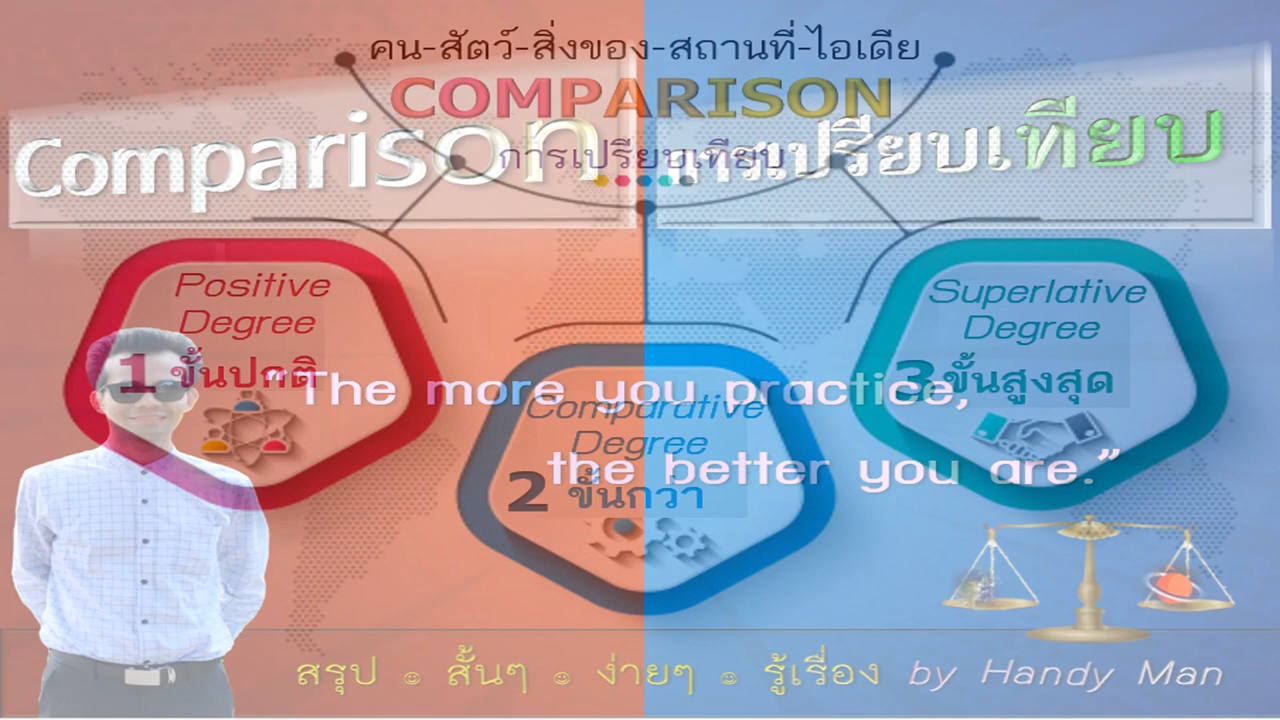 คน-สัตว์-สิ่งของ-สถานที่-ไอเดีย
COMPARISON
Comparison การเปรียบเทียบ
การเปรียบเทียบ
Positive
Degree
1 ขั้นปกติ
Superlative
Degree
3 ขั้นสูงสุด
"The more you practice,
the better you are."
Comparative
Degree
2 ขั้นกว่า
สรุป ☺ สั้นๆ ☺ ง่ายๆ ☺ รู้เรื่อง by Handy Man